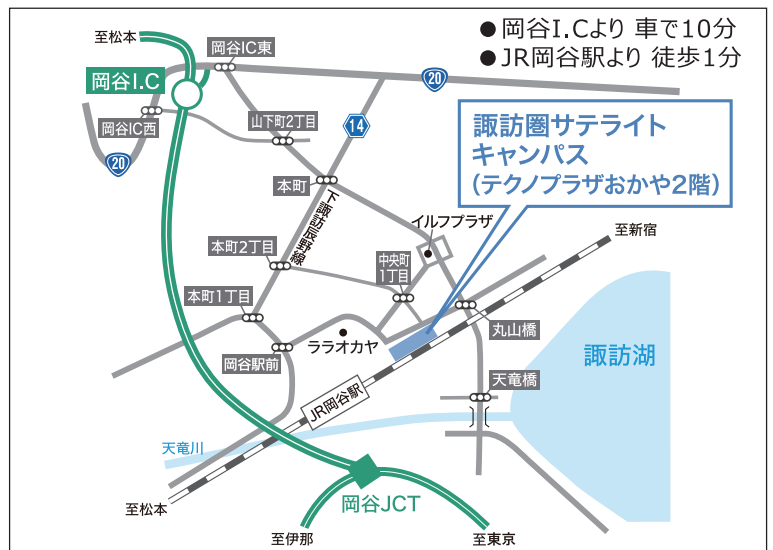 ●岡谷I.Cより 車で10分
●JR岡谷駅より 徒歩1分
至松本
岡谷IC東
岡谷I.C
20
岡谷IC西
山下町2丁目
14
諏訪圏サテライト
キャンパス
(テクノプラザおかや2階)
20
本町
下諏訪辰野線
イルフプラザ
至新宿
本町2丁目
中央町
1丁目
本町1丁目
丸山橋
ララオカヤ
岡谷駅前
諏訪湖
天竜橋
JR岡谷駅
天竜川
至松本
岡谷JCT
至伊那
至東京